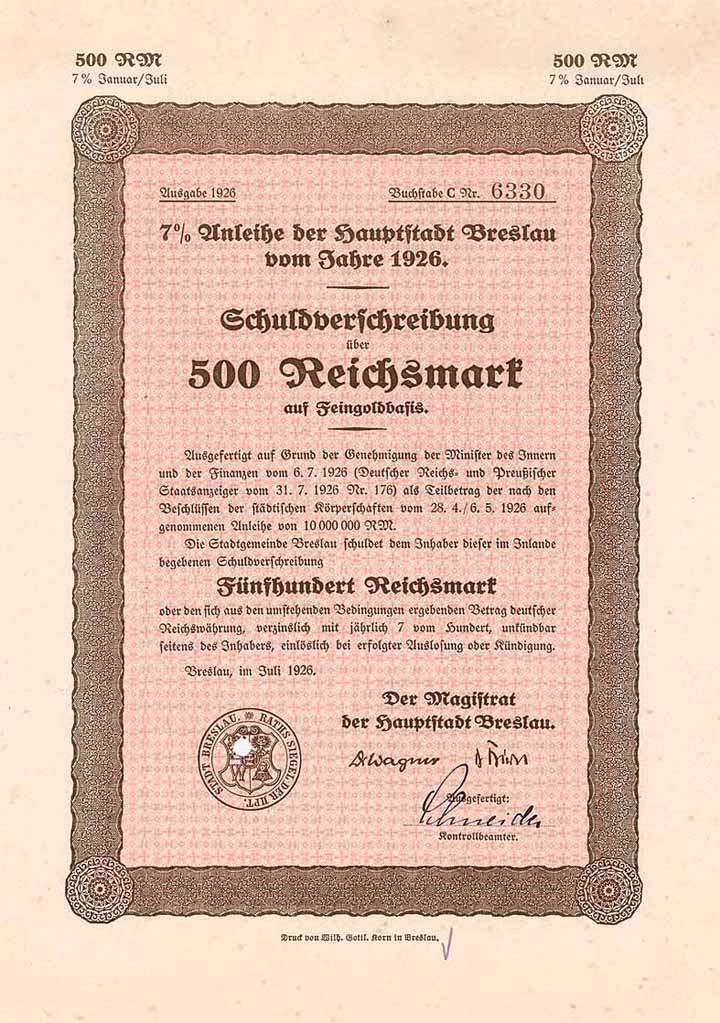 500 RM
7% Januar/Juli
500 RM
7% Januar/Juli
Ausgabe 1926
Buchstabe C Nr. 6330
7% Anleihe der Hauptstadt Breslau
vom Jahre 1926.
Schuldverschreibung
über
500 Reichsmark
auf Feingoldbasis.
Ausgefertigt auf Grund der Genehmigung der Minister des Innern
und der Finanzen vom 6. 7. 1926 (Deutscher Reichs- und Preußischer
Staatsanzeiger vom 31. 7. 1926 Nr. 176) als Teilbetrag der nach den
Beschlüssen der städtischen Körperschaften vom 28. 4./6. 5. 1926 auf-
genommenen Anleihe von 10 000 000 RM.
Die Stadtgemeinde Breslau schuldet dem Inhaber dieser im Inlande
begebenen Schuldverschreibung
Fünfhundert Reichsmark
oder den sich aus den umstehenden Bedingungen ergebenden Betrag deutscher
Reichswährung, verzinslich mit jährlich 7 vom Hundert, unkündbar
seitens des Inhabers, einlöslich bei erfolgter Auslosung oder Kündigung.
Breslau, im Juli 1926.
Der Magistrat
der Hauptstadt Breslau.
RATHS SIEGEL DER HPT. STADT BRESLAU.
W
Wagner
Ausgefertigt:
Schneider
Kontrollbeamter.
Druck von Wilh. Gottl. Korn in Breslau.